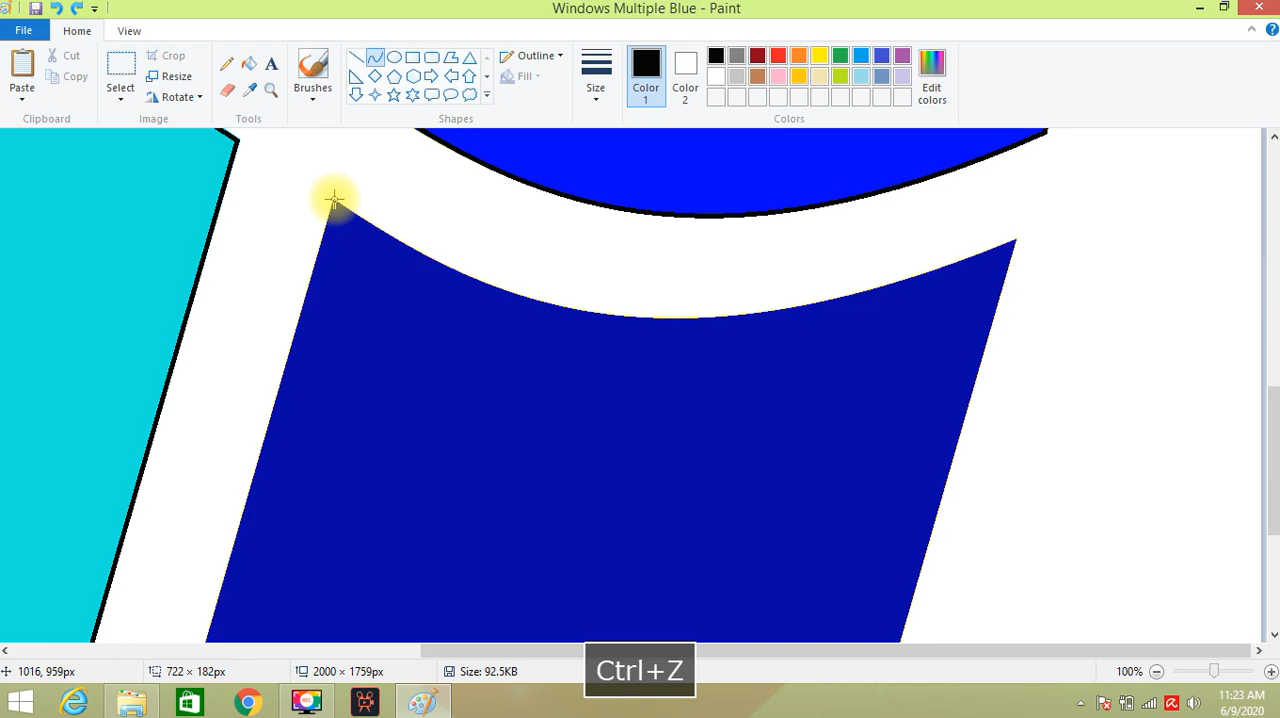 Windows Multiple Blue - Paint
File Home View
Paste
Cut
Copy
Clipboard
Select
Crop
Resize
Rotate
Image
Tools
Brushes
Shapes
Outline
Fill
Size
Color 1
Color 2
Edit colors
Colors
Ctrl+Z
1016, 959px
722 × 182px
2000 × 1759px
Size: 92.5KB
100%
11:23 AM
6/9/2020